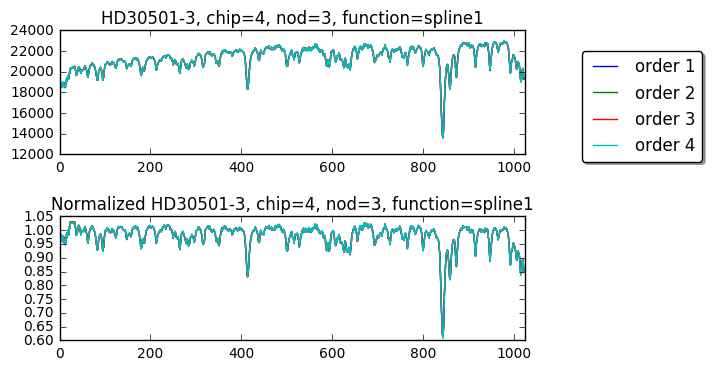 HD30501-3, chip=4, nod=3, function=spline1
24000
22000
20000
18000
16000
14000
12000
0 200 400 600 800 1000
order 1
order 2
order 3
order 4
Normalized HD30501-3, chip=4, nod=3, function=spline1
1.05
1.00
0.95
0.90
0.85
0.80
0.75
0.70
0.65
0.60
0 200 400 600 800 1000